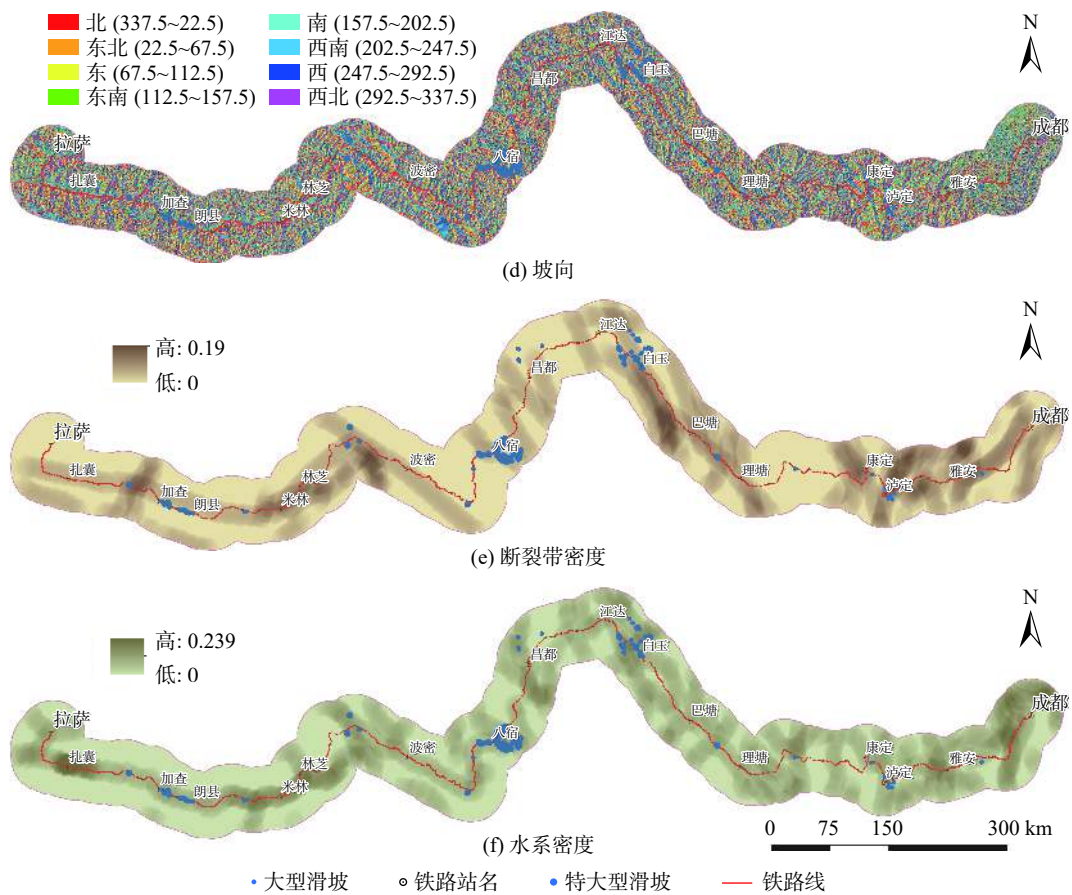 北 (337.5~22.5)
南 (157.5~202.5)
东北 (22.5~67.5)
西南 (202.5~247.5)
东 (67.5~112.5)
西 (247.5~292.5)
东南 (112.5~157.5)
西北 (292.5~337.5)
N
拉萨
扎囊
加查
朗县
米林
林芝
波密
八宿
昌都
江达
白玉
巴塘
理塘
康定
泸定
雅安
成都
(d) 坡向
高: 0.19
低: 0
N
拉萨
扎囊
加查
朗县
米林
林芝
波密
八宿
昌都
江达
白玉
巴塘
理塘
康定
泸定
雅安
成都
(e) 断裂带密度
高: 0.239
低: 0
N
拉萨
扎囊
加查
朗县
米林
林芝
波密
八宿
昌都
江达
白玉
巴塘
理塘
康定
泸定
雅安
成都
(f) 水系密度
0 75 150 300 km
大型滑坡 铁路站名 特大型滑坡 铁路线